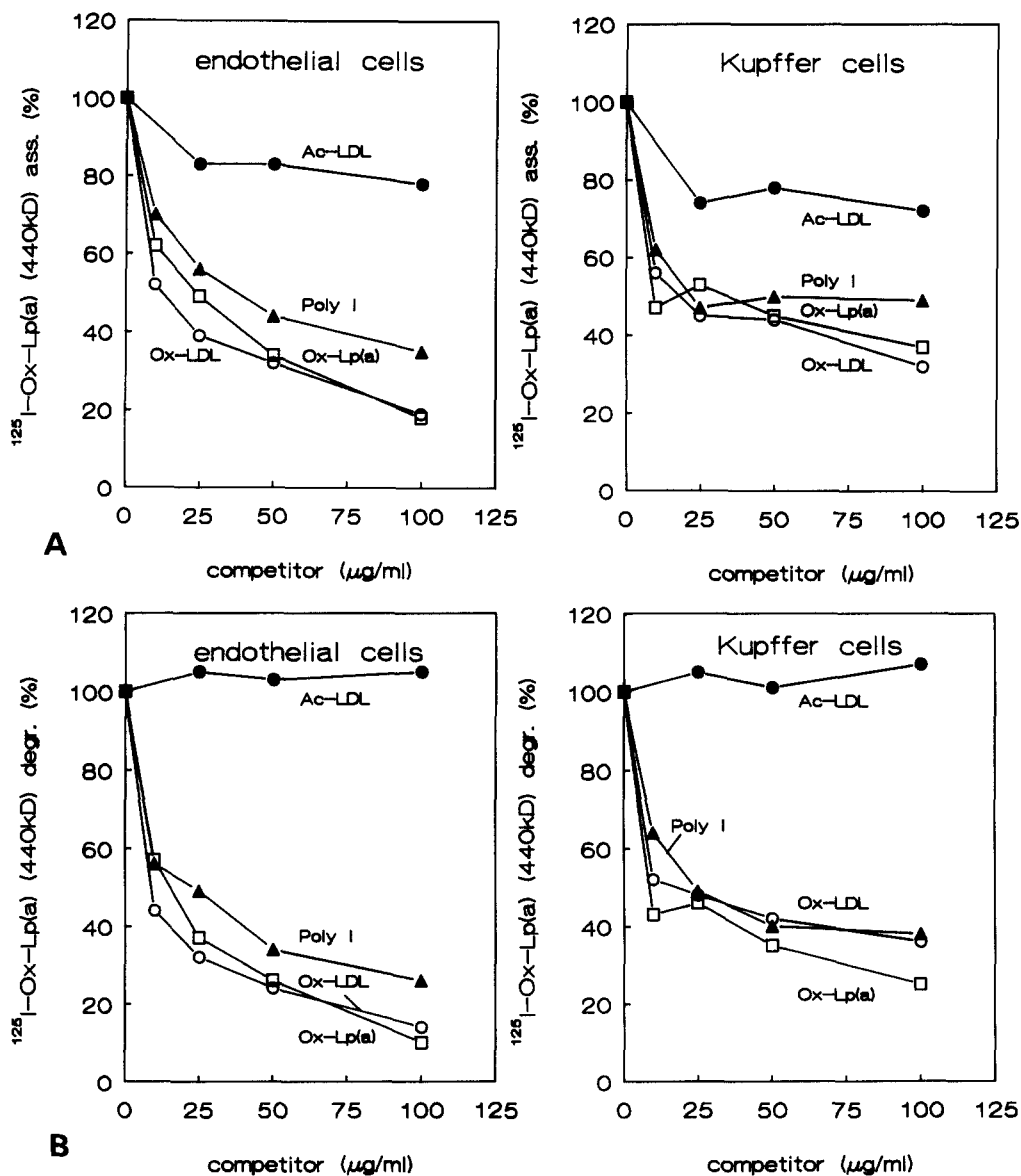 endothelial cells
¹²⁵I-Ox-Lp(a) (440kD) ass. (%)
120
100
80
60
40
20
0
Ac-LDL
Poly I
Ox-LDL
Ox-Lp(a)
0 25 50 75 100 125
competitor (μg/ml)
Kupffer cells
¹²⁵I-Ox-Lp(a) (440kD) ass. (%)
120
100
80
60
40
20
0
Ac-LDL
Poly I
Ox-Lp(a)
Ox-LDL
0 25 50 75 100 125
competitor (μg/ml)
A
endothelial cells
¹²⁵I-Ox-Lp(a) (440kD) degr. (%)
120
100
80
60
40
20
0
Ac-LDL
Poly I
Ox-LDL
Ox-Lp(a)
0 25 50 75 100 125
competitor (μg/ml)
Kupffer cells
¹²⁵I-Ox-Lp(a) (440kD) degr. (%)
120
100
80
60
40
20
0
Ac-LDL
Poly I
Ox-LDL
Ox-Lp(a)
0 25 50 75 100 125
competitor (μg/ml)
B